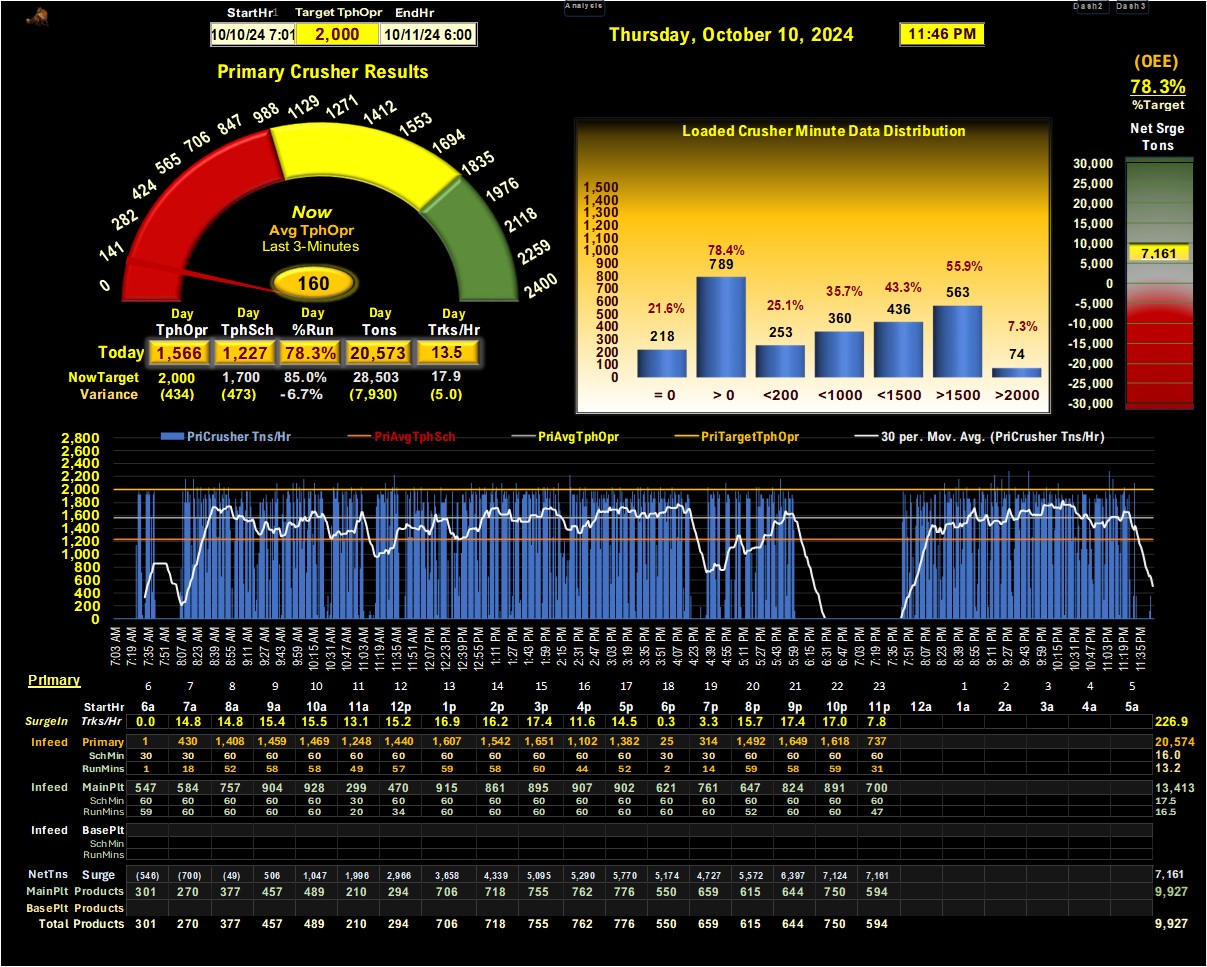 Analysis
Dash2 Dash3
StartHr1 Target TphOpr EndHr
10/10/24 7:01 2,000 10/11/24 6:00
Thursday, October 10, 2024 11:46 PM
(OEE)
78.3%
%Target
Net Srge
Tons
30,000
25,000
20,000
15,000
10,000
7,161
5,000
0
-5,000
-10,000
-15,000
-20,000
-25,000
-30,000
Primary Crusher Results
0 141 282 424 565 706 847 988 1129 1271 1412 1553 1694 1835 1976 2118 2259 2400
Now
Avg TphOpr
Last 3-Minutes
160
Day Day Day Day Day
TphOpr TphSch %Run Tons Trks/Hr
Today 1,566 1,227 78.3% 20,573 13.5
NowTarget 2,000 1,700 85.0% 28,503 17.9
Variance (434) (473) -6.7% (7,930) (5.0)
Loaded Crusher Minute Data Distribution
1,500
1,400
1,300
1,200
1,100
1,000
900
800
700
600
500
400
300
200
100
0
21.6% 78.4% 25.1% 35.7% 43.3% 55.9% 7.3%
218 789 253 360 436 563 74
= 0 > 0 <200 <1000 <1500 >1500 >2000
PriCrusher Tns/Hr PriAvgTphSch PriAvgTphOpr PriTargetTphOpr 30 per. Mov. Avg. (PriCrusher Tns/Hr)
2,800
2,600
2,400
2,200
2,000
1,800
1,600
1,400
1,200
1,000
800
600
400
200
0
7:03 AM 7:19 AM 7:35 AM 7:51 AM 8:07 AM 8:23 AM 8:39 AM 8:55 AM 9:11 AM 9:27 AM 9:43 AM 9:59 AM 10:15 AM 10:31 AM 10:47 AM 11:03 AM 11:19 AM 11:35 AM 11:51 AM 12:07 PM 12:23 PM 12:39 PM 12:55 PM 1:11 PM 1:27 PM 1:43 PM 1:59 PM 2:15 PM 2:31 PM 2:47 PM 3:03 PM 3:19 PM 3:35 PM 3:51 PM 4:07 PM 4:23 PM 4:39 PM 4:55 PM 5:11 PM 5:27 PM 5:43 PM 5:59 PM 6:15 PM 6:31 PM 6:47 PM 7:03 PM 7:19 PM 7:35 PM 7:51 PM 8:07 PM 8:23 PM 8:39 PM 8:55 PM 9:11 PM 9:27 PM 9:43 PM 9:59 PM 10:15 PM 10:31 PM 10:47 PM 11:03 PM 11:19 PM 11:35 PM
Primary 6 7 8 9 10 11 12 13 14 15 16 17 18 19 20 21 22 23 1 2 3 4 5
StartHr 6a 7a 8a 9a 10a 11a 12p 1p 2p 3p 4p 5p 6p 7p 8p 9p 10p 11p 12a 1a 2a 3a 4a 5a
SurgeIn Trks/Hr 0.0 14.8 14.8 15.4 15.5 13.1 15.2 16.9 16.2 17.4 11.6 14.5 0.3 3.3 15.7 17.4 17.0 7.8 226.9
Infeed Primary 1 430 1,408 1,459 1,469 1,248 1,440 1,607 1,542 1,651 1,102 1,382 25 314 1,492 1,649 1,618 737 20,574
SchMin 30 30 60 60 60 60 60 60 60 60 60 60 30 30 60 60 60 60 16.0
RunMins 1 18 52 58 58 49 57 59 58 60 44 52 2 14 59 58 59 31 13.2
Infeed MainPlt 547 584 757 904 928 299 470 915 861 895 907 902 621 761 647 824 891 700 13,413
SchMin 60 60 60 60 60 30 60 60 60 60 60 60 60 60 60 60 60 60 17.5
RunMins 59 60 60 60 60 20 34 60 60 60 60 60 60 60 52 60 60 47 16.5
Infeed BasePlt
SchMin
RunMins
NetTns Surge (546) (700) (49) 506 1,047 1,996 2,966 3,658 4,339 5,095 5,290 5,770 5,174 4,727 5,572 6,397 7,124 7,161 7,161
MainPlt Products 301 270 377 457 489 210 294 706 718 755 762 776 550 659 615 644 750 594 9,927
BasePlt Products
Total Products 301 270 377 457 489 210 294 706 718 755 762 776 550 659 615 644 750 594 9,927